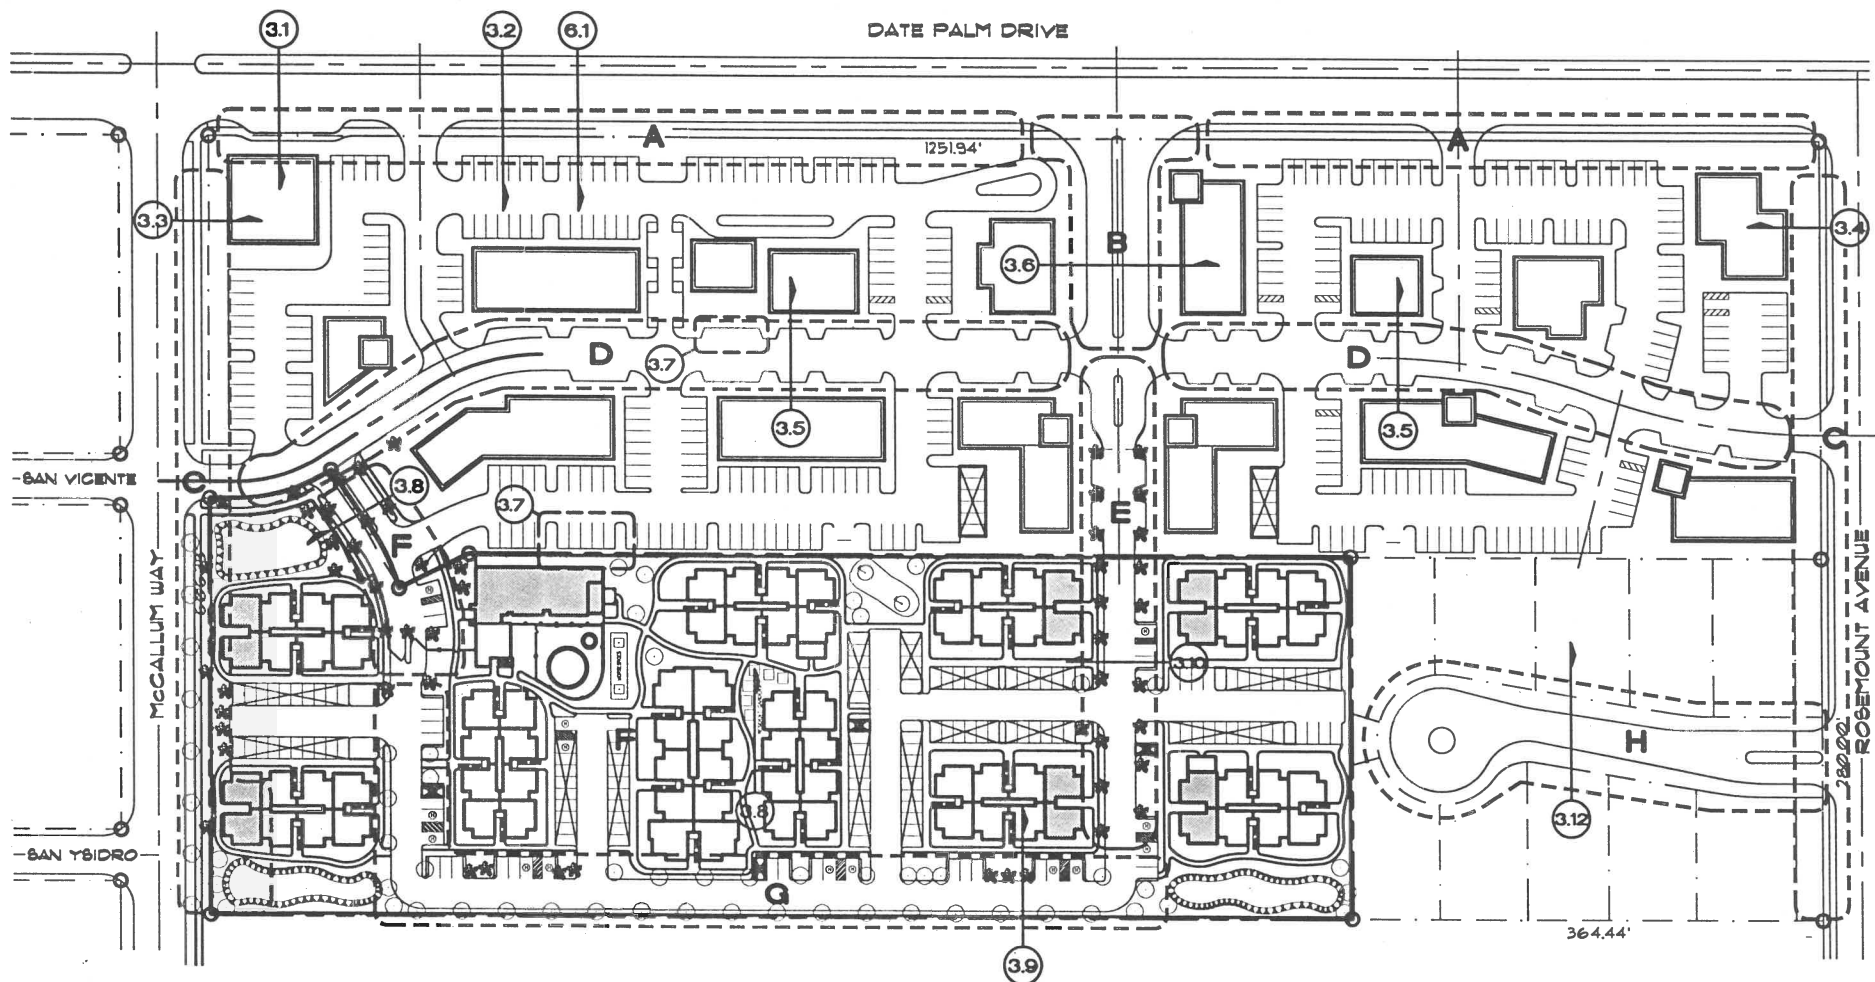 3.1
3.2
6.1
DATE PALM DRIVE
A
1251.94'
A
3.3
B
3.4
3.6
D
3.7
D
3.5
3.5
C
SAN VICENTE
C
3.8
3.7
E
F
McCALLUM WAY
ROSEMOUNT AVENUE
3.10
F
H
280.00'
3.8
3.12
SAN YSIDRO
G
364.44'
3.9